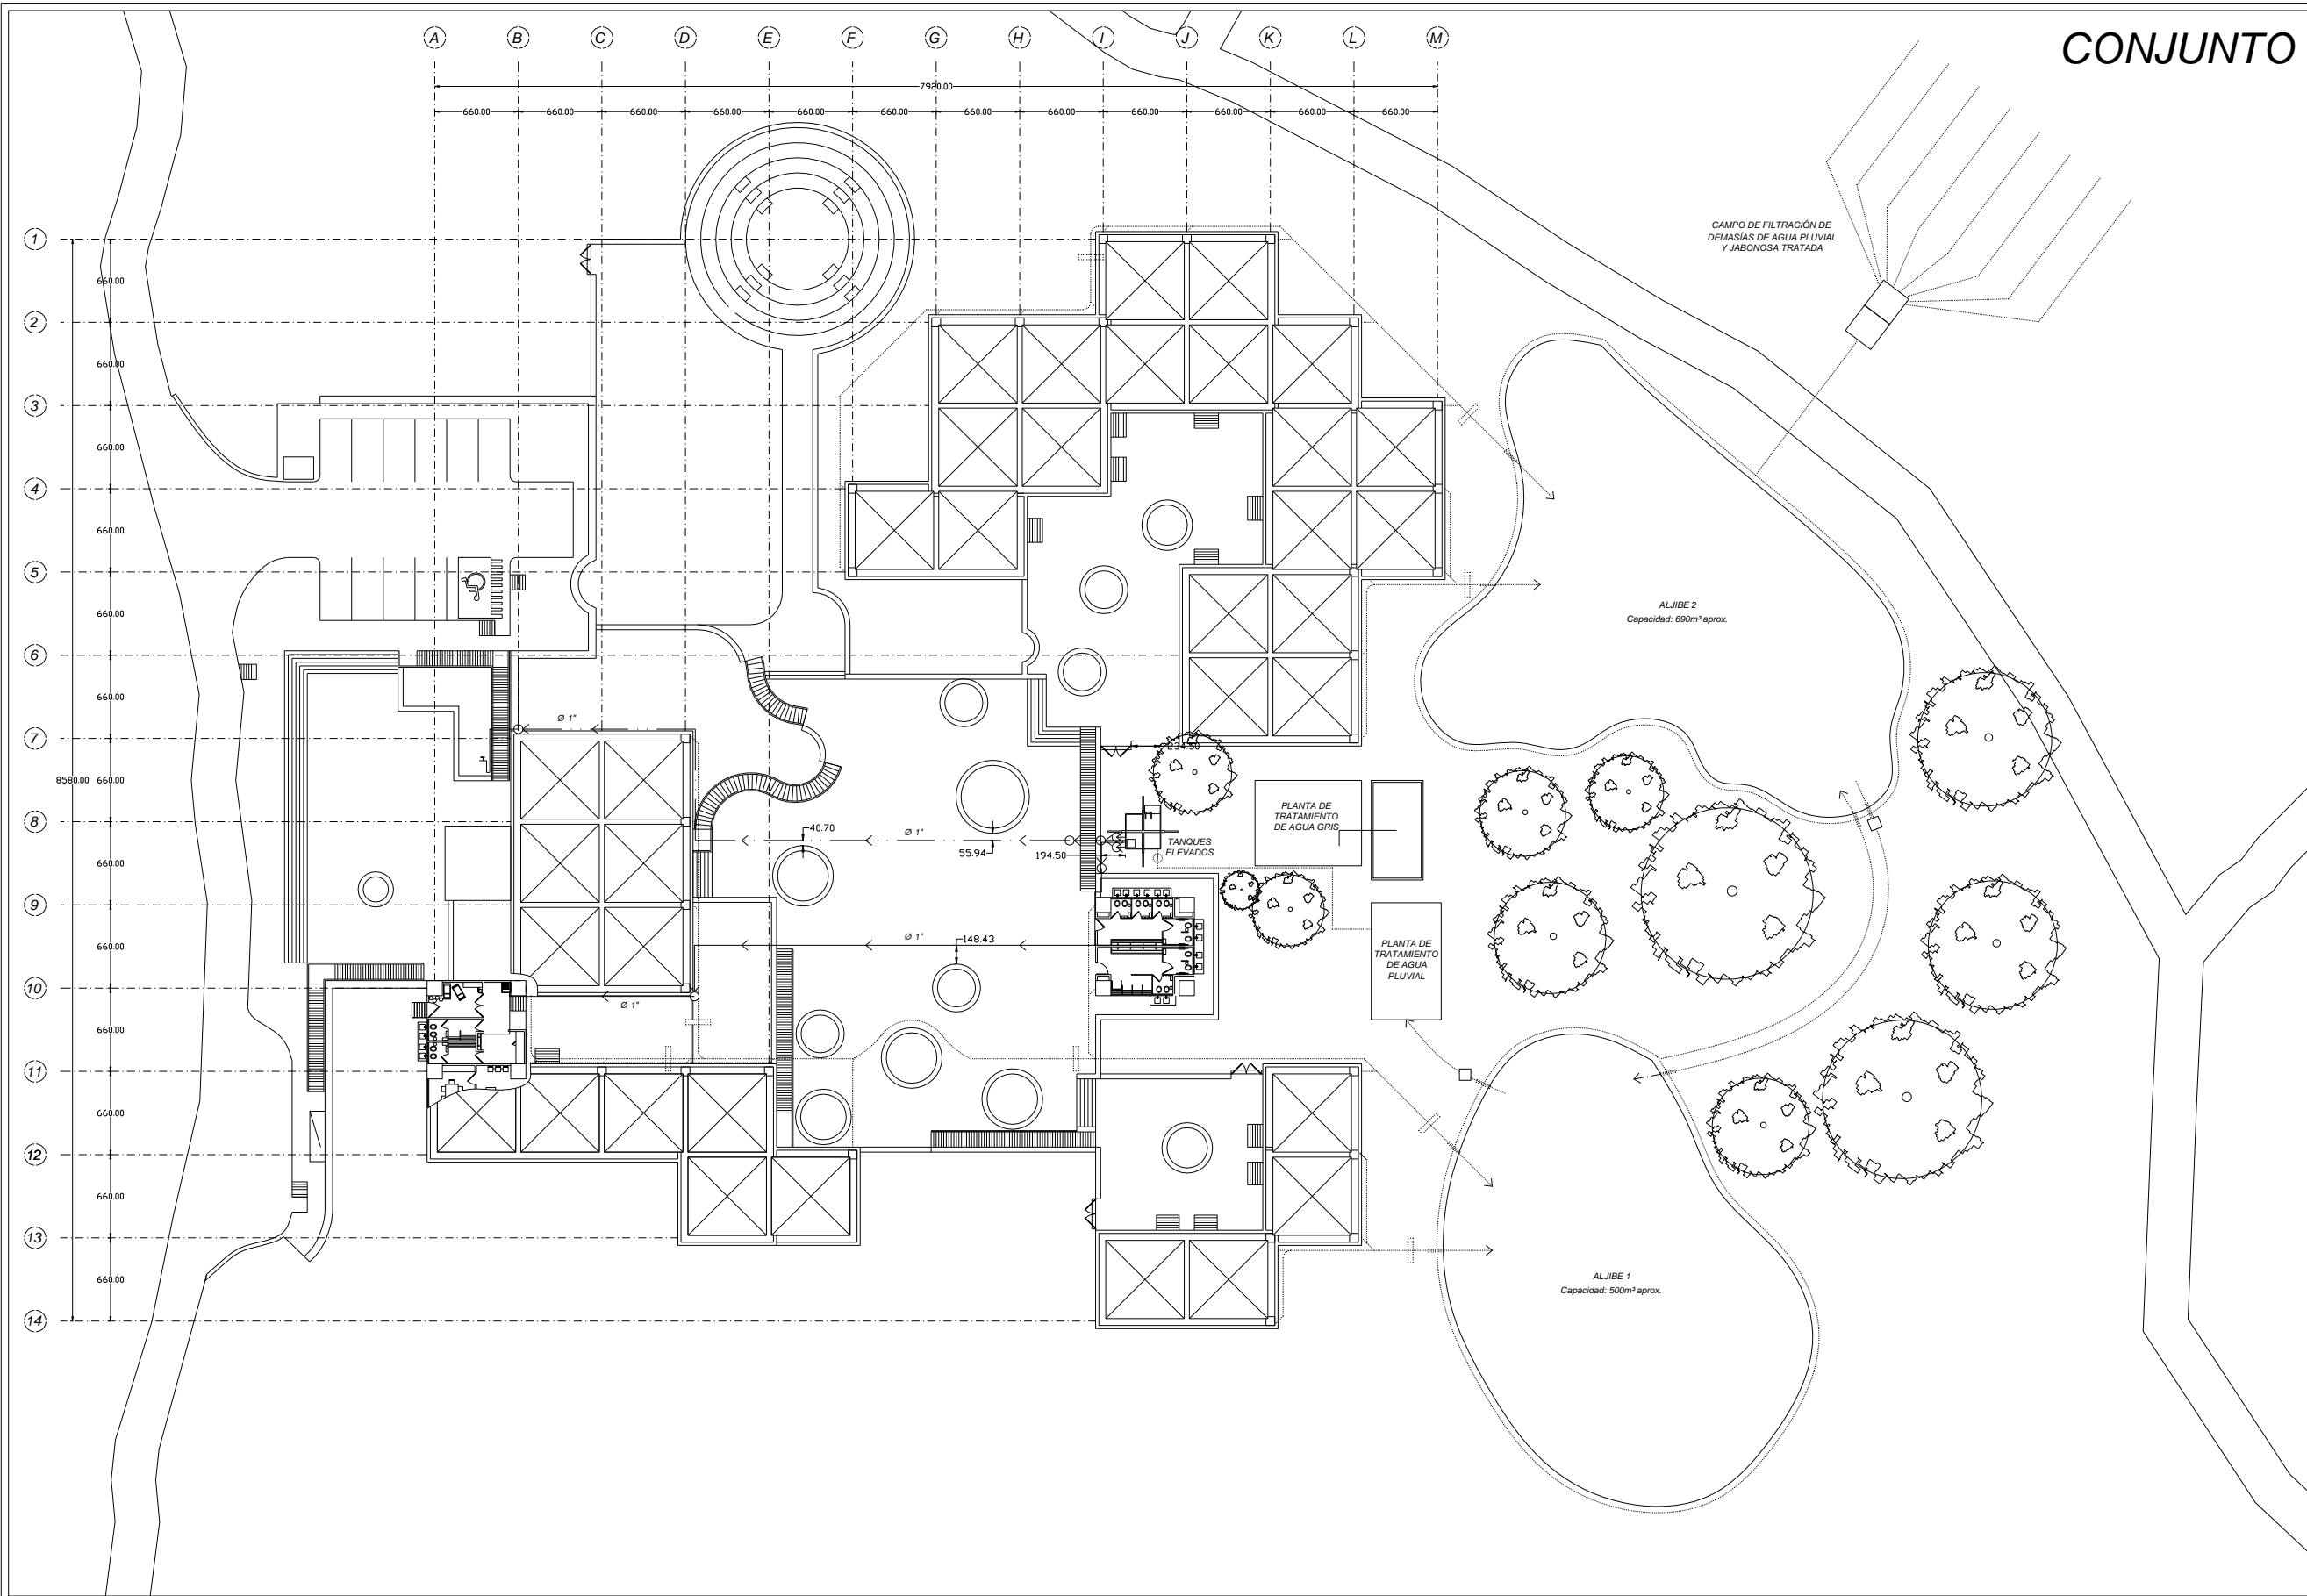 CONJUNTO
A B C D E F G H I J K L M
7920.00
660.00 660.00 660.00 660.00 660.00 660.00 660.00 660.00 660.00 660.00 660.00 660.00
CAMPO DE FILTRACIÓN DE
DEMASÍAS DE AGUA PLUVIAL
Y JABONOSA TRATADA
1
660.00
2
660.00
3
660.00
4
660.00
5
660.00
6
660.00
7
8580.00 660.00
8
660.00
9
660.00
10
660.00
11
660.00
12
660.00
13
660.00
14
ALJIBE 2
Capacidad: 690m³ aprox.
Ø 1"
234.50
PLANTA DE
TRATAMIENTO
DE AGUA GRIS
40.70
Ø 1"
55.94
194.50
TANQUES
ELEVADOS
Ø 1"
148.43
PLANTA DE
TRATAMIENTO
DE AGUA
PLUVIAL
Ø 1"
ALJIBE 1
Capacidad: 500m³ aprox.